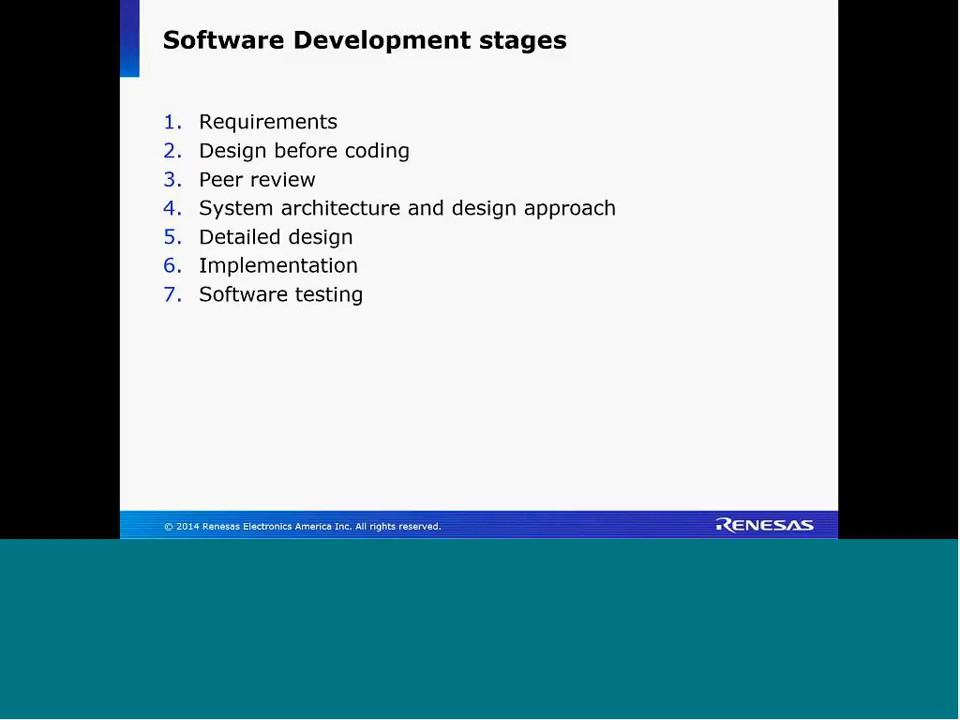 Software Development stages
1. Requirements
2. Design before coding
3. Peer review
4. System architecture and design approach
5. Detailed design
6. Implementation
7. Software testing
© 2014 Renesas Electronics America Inc. All rights reserved.
RENESAS